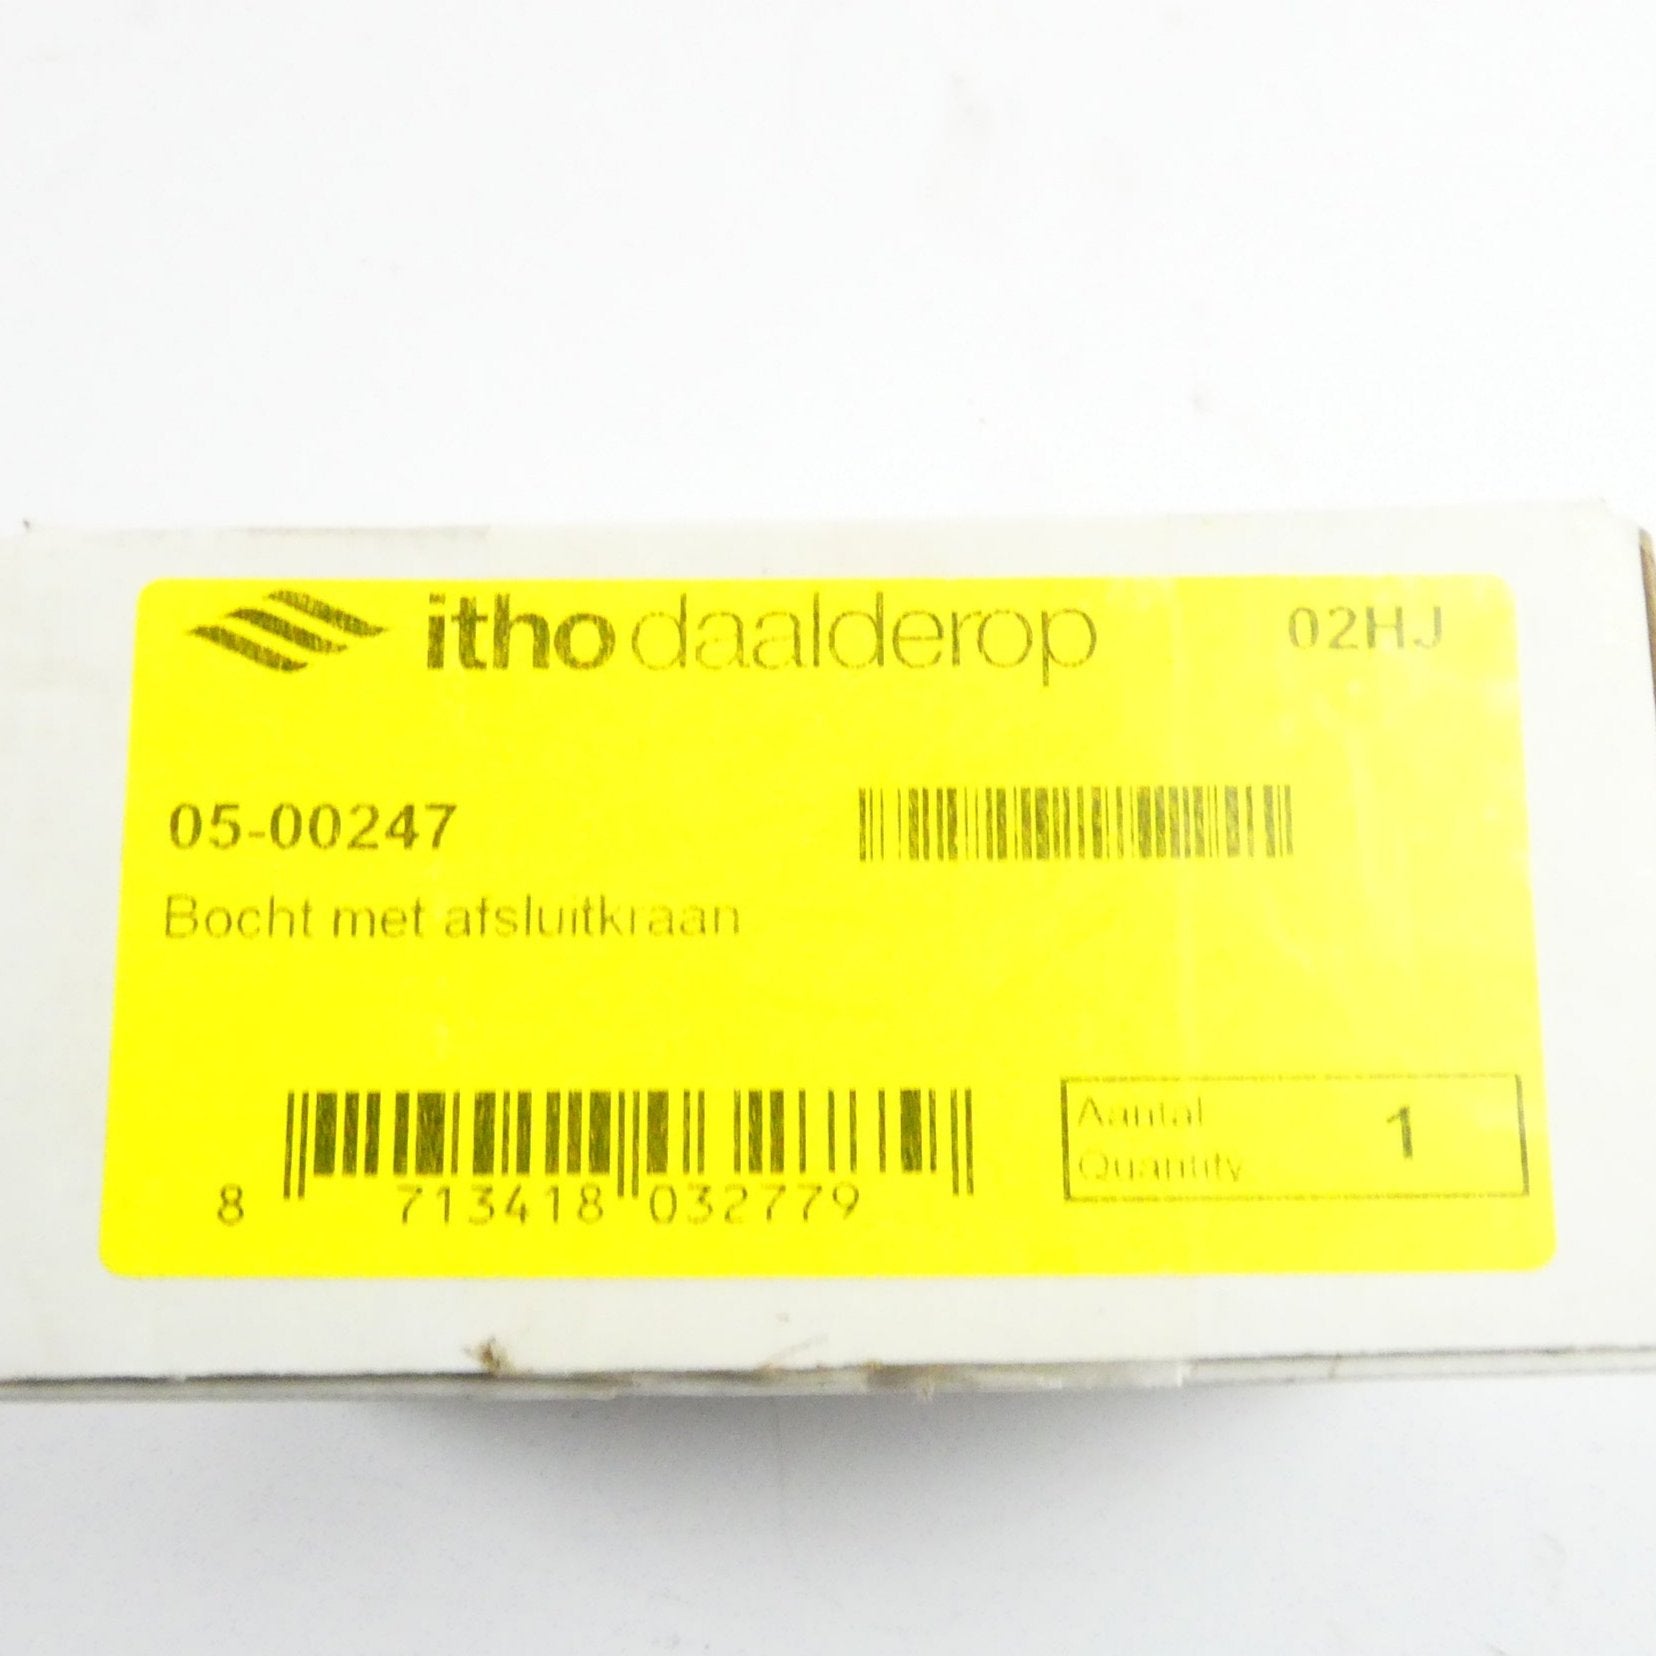 itho daalderop 02HJ
05-00247
Bocht met afsluitkraan
Aantal
Quantity 1
8 713418 032779